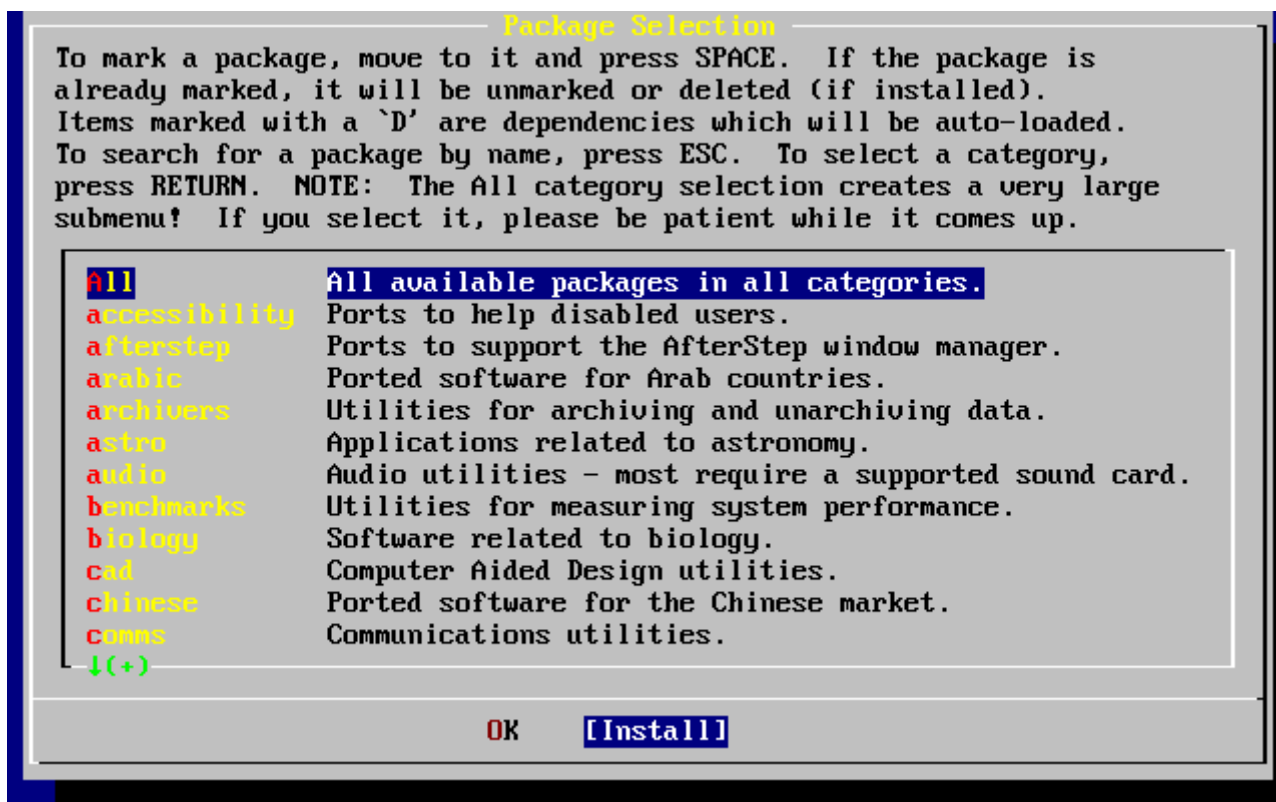 Package Selection
To mark a package, move to it and press SPACE.  If the package is
already marked, it will be unmarked or deleted (if installed).
Items marked with a `D' are dependencies which will be auto-loaded.
To search for a package by name, press ESC.  To select a category,
press RETURN.  NOTE:  The All category selection creates a very large
submenu!  If you select it, please be patient while it comes up.
All All available packages in all categories.
accessibility Ports to help disabled users.
afterstep Ports to support the AfterStep window manager.
arabic Ported software for Arab countries.
archivers Utilities for archiving and unarchiving data.
astro Applications related to astronomy.
audio Audio utilities - most require a supported sound card.
benchmarks Utilities for measuring system performance.
biology Software related to biology.
cad Computer Aided Design utilities.
chinese Ported software for the Chinese market.
comms Communications utilities.
↓(+)
OK [Install]